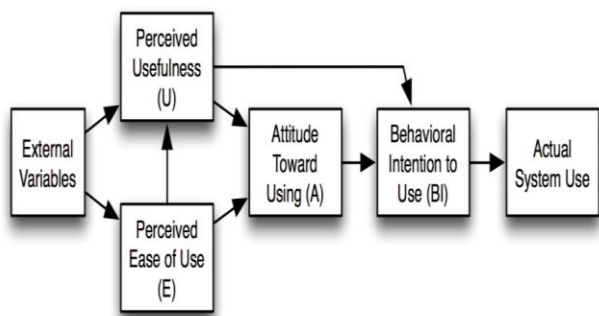 External
Variables
Perceived
Usefulness
(U)
Perceived
Ease of Use
(E)
Attitude
Toward
Using (A)
Behavioral
Intention to
Use (BI)
Actual
System Use